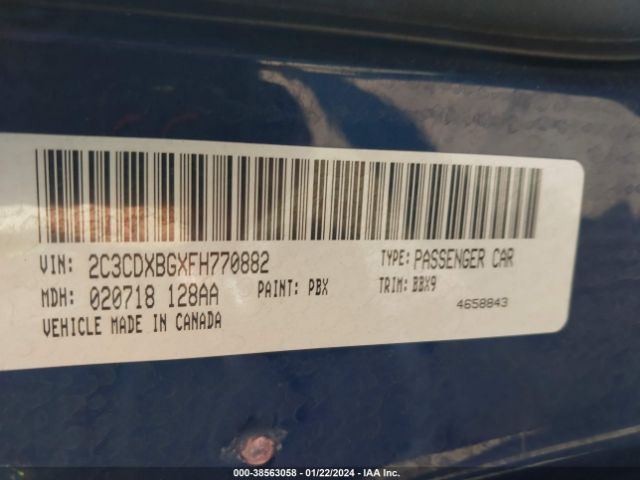 VIN: 2C3CDXBGXFH770882 TYPE: PASSENGER CAR
MDH: 020718 128AA PAINT: PBX TRIM: BBX9
VEHICLE MADE IN CANADA 4658843
000-38563058 - 01/22/2024 - IAA Inc.